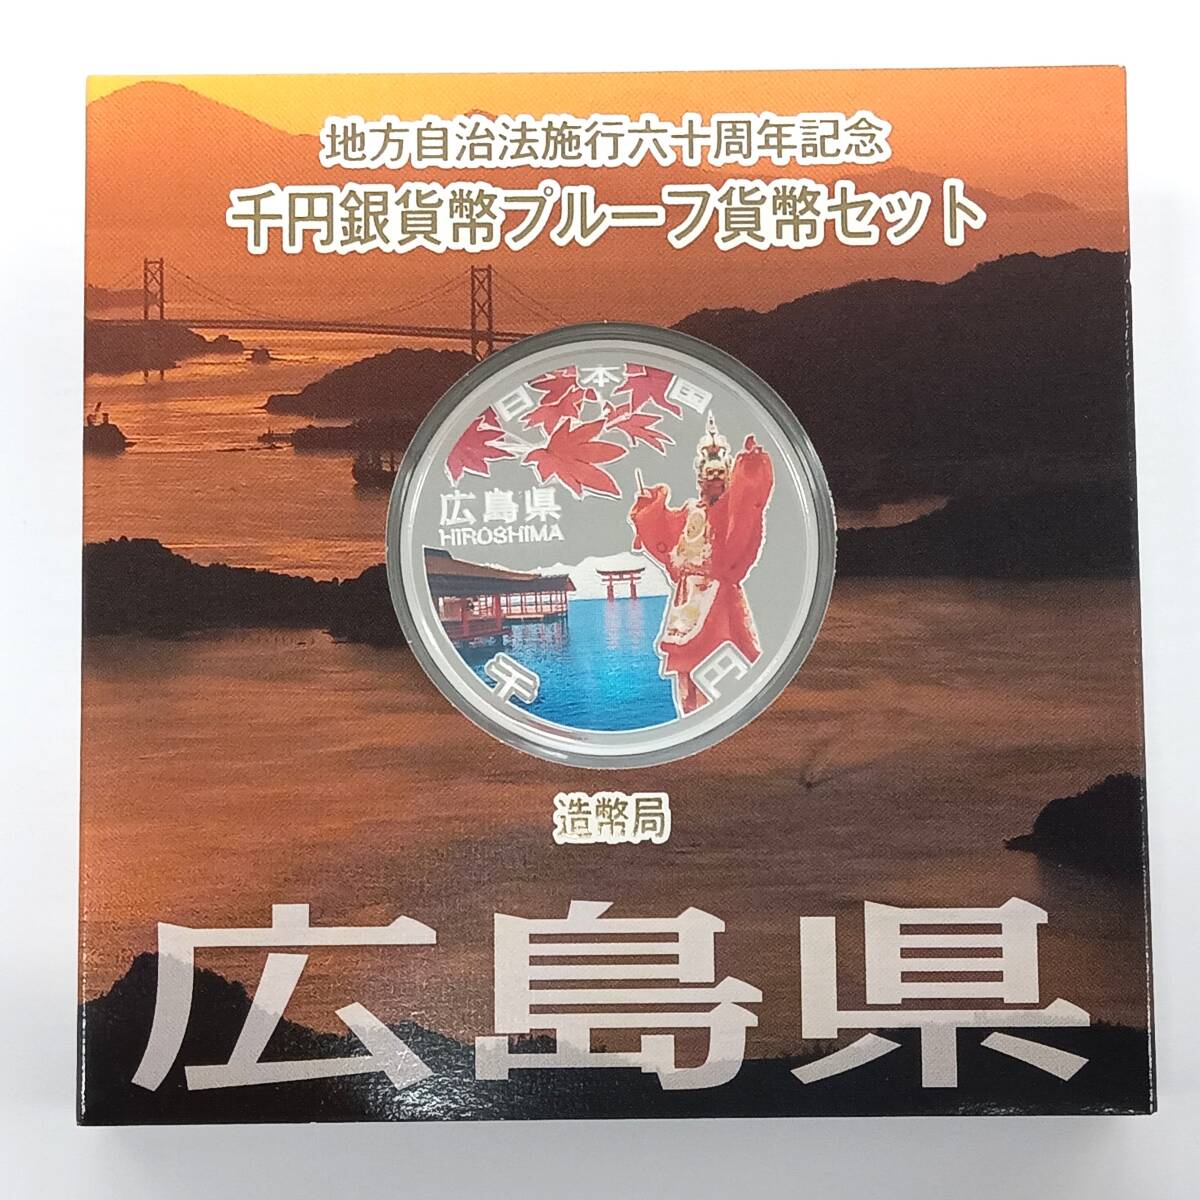 地方自治法施行六十周年記念
千円銀貨幣プルーフ貨幣セット
日本国
広島県
HIROSHIMA
千円
造幣局
広島県